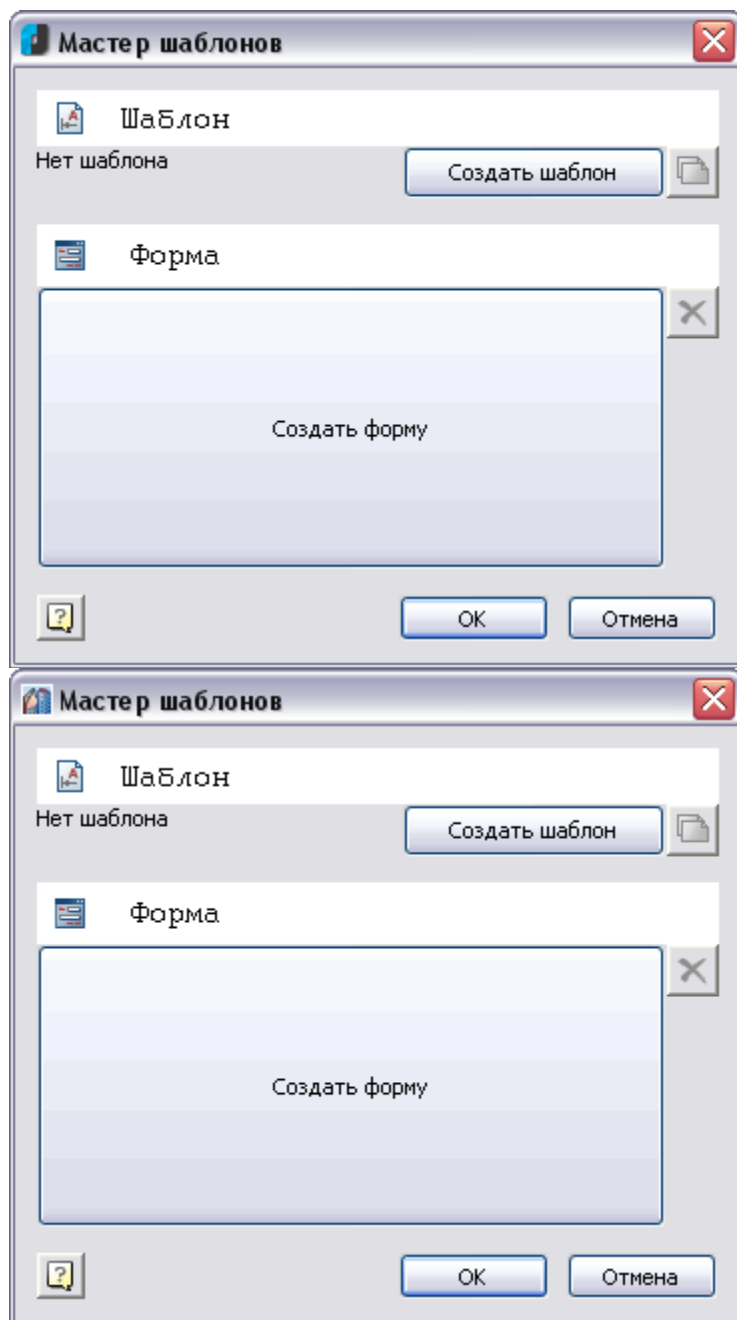 Мастер шаблонов
Шаблон
Нет шаблона
Создать шаблон
Форма
Создать форму
OK
Отмена
Мастер шаблонов
Шаблон
Нет шаблона
Создать шаблон
Форма
Создать форму
OK
Отмена